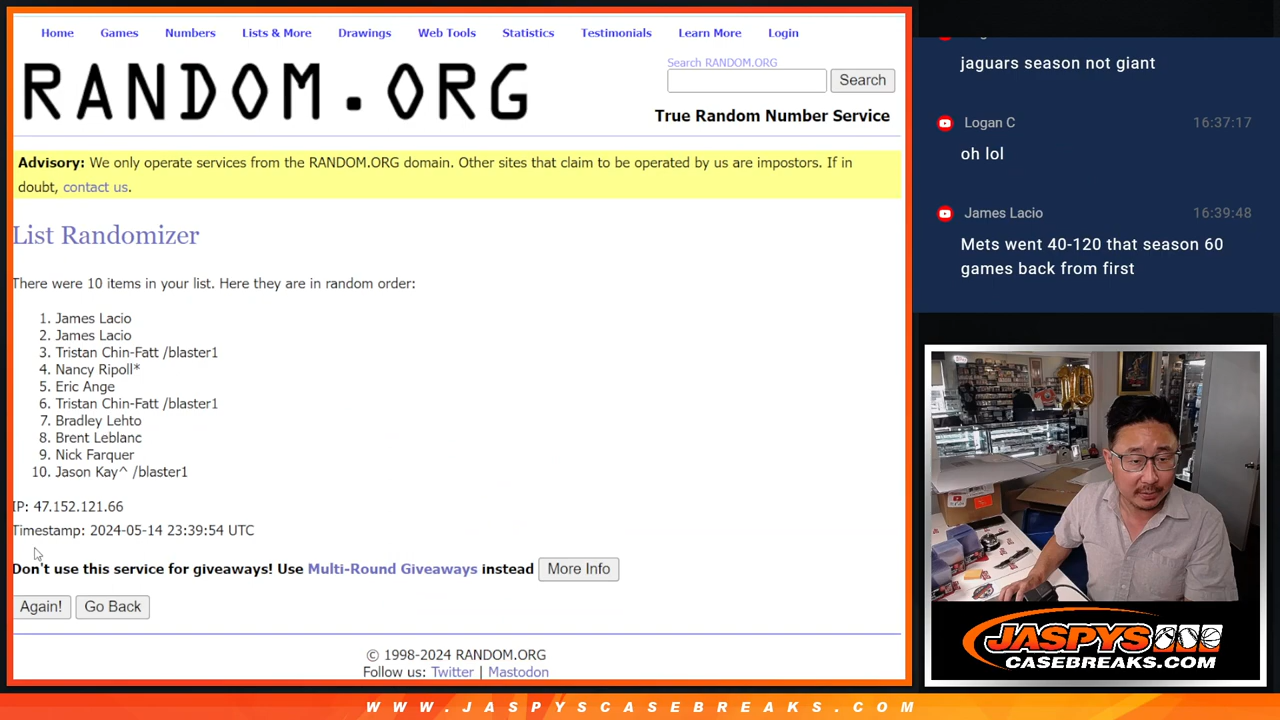 Home Games Numbers Lists & More Drawings Web Tools Statistics Testimonials Learn More Login
RANDOM.ORG
Search RANDOM.ORG
Search
True Random Number Service
Advisory: We only operate services from the RANDOM.ORG domain. Other sites that claim to be operated by us are impostors. If in
doubt, contact us.
List Randomizer
There were 10 items in your list. Here they are in random order:
1. James Lacio
2. James Lacio
3. Tristan Chin-Fatt /blaster1
4. Nancy Ripoll*
5. Eric Ange
6. Tristan Chin-Fatt /blaster1
7. Bradley Lehto
8. Brent Leblanc
9. Nick Farquer
10. Jason Kay^ /blaster1
IP: 47.152.121.66
Timestamp: 2024-05-14 23:39:54 UTC
Don't use this service for giveaways! Use Multi-Round Giveaways instead More Info
Again! Go Back
© 1998-2024 RANDOM.ORG
Follow us: Twitter | Mastodon
jaguars season not giant
Logan C 16:37:17
oh lol
James Lacio 16:39:48
Mets went 40-120 that season 60
games back from first
10
JASPYS
CASEBREAKS.COM
WWW.JASPYSCASEBREAKS.COM